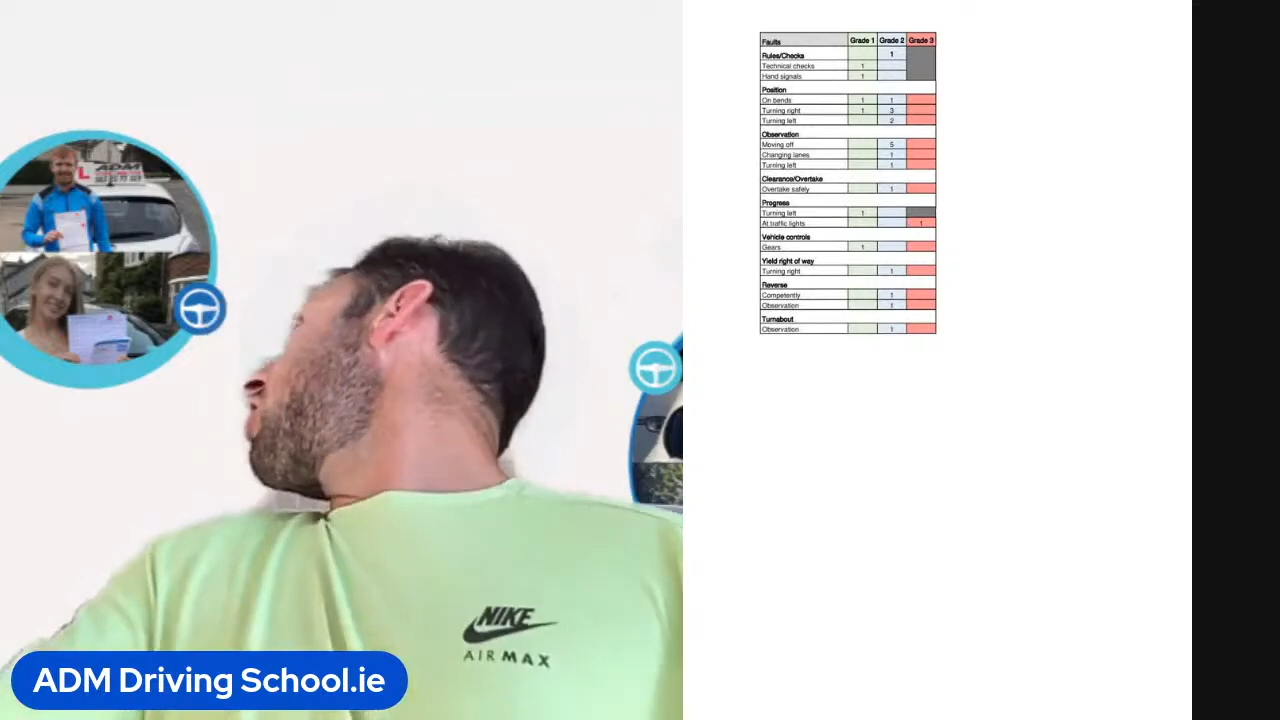 ADM
NIKE
AIR MAX
ADM Driving School.ie
Faults Grade 1 Grade 2 Grade 3
Rules/Checks 1
Technical checks 1
Hand signals 1
Position
On bends 1 1
Turning right 1 3
Turning left 2
Observation
Moving off 5
Changing lanes 1
Turning left 1
Clearance/Overtake
Overtake safely 1
Progress
Turning left 1
At traffic lights 1
Vehicle controls
Gears 1
Yield right of way
Turning right 1
Reverse
Competently 1
Observation 1
Turnabout
Observation 1